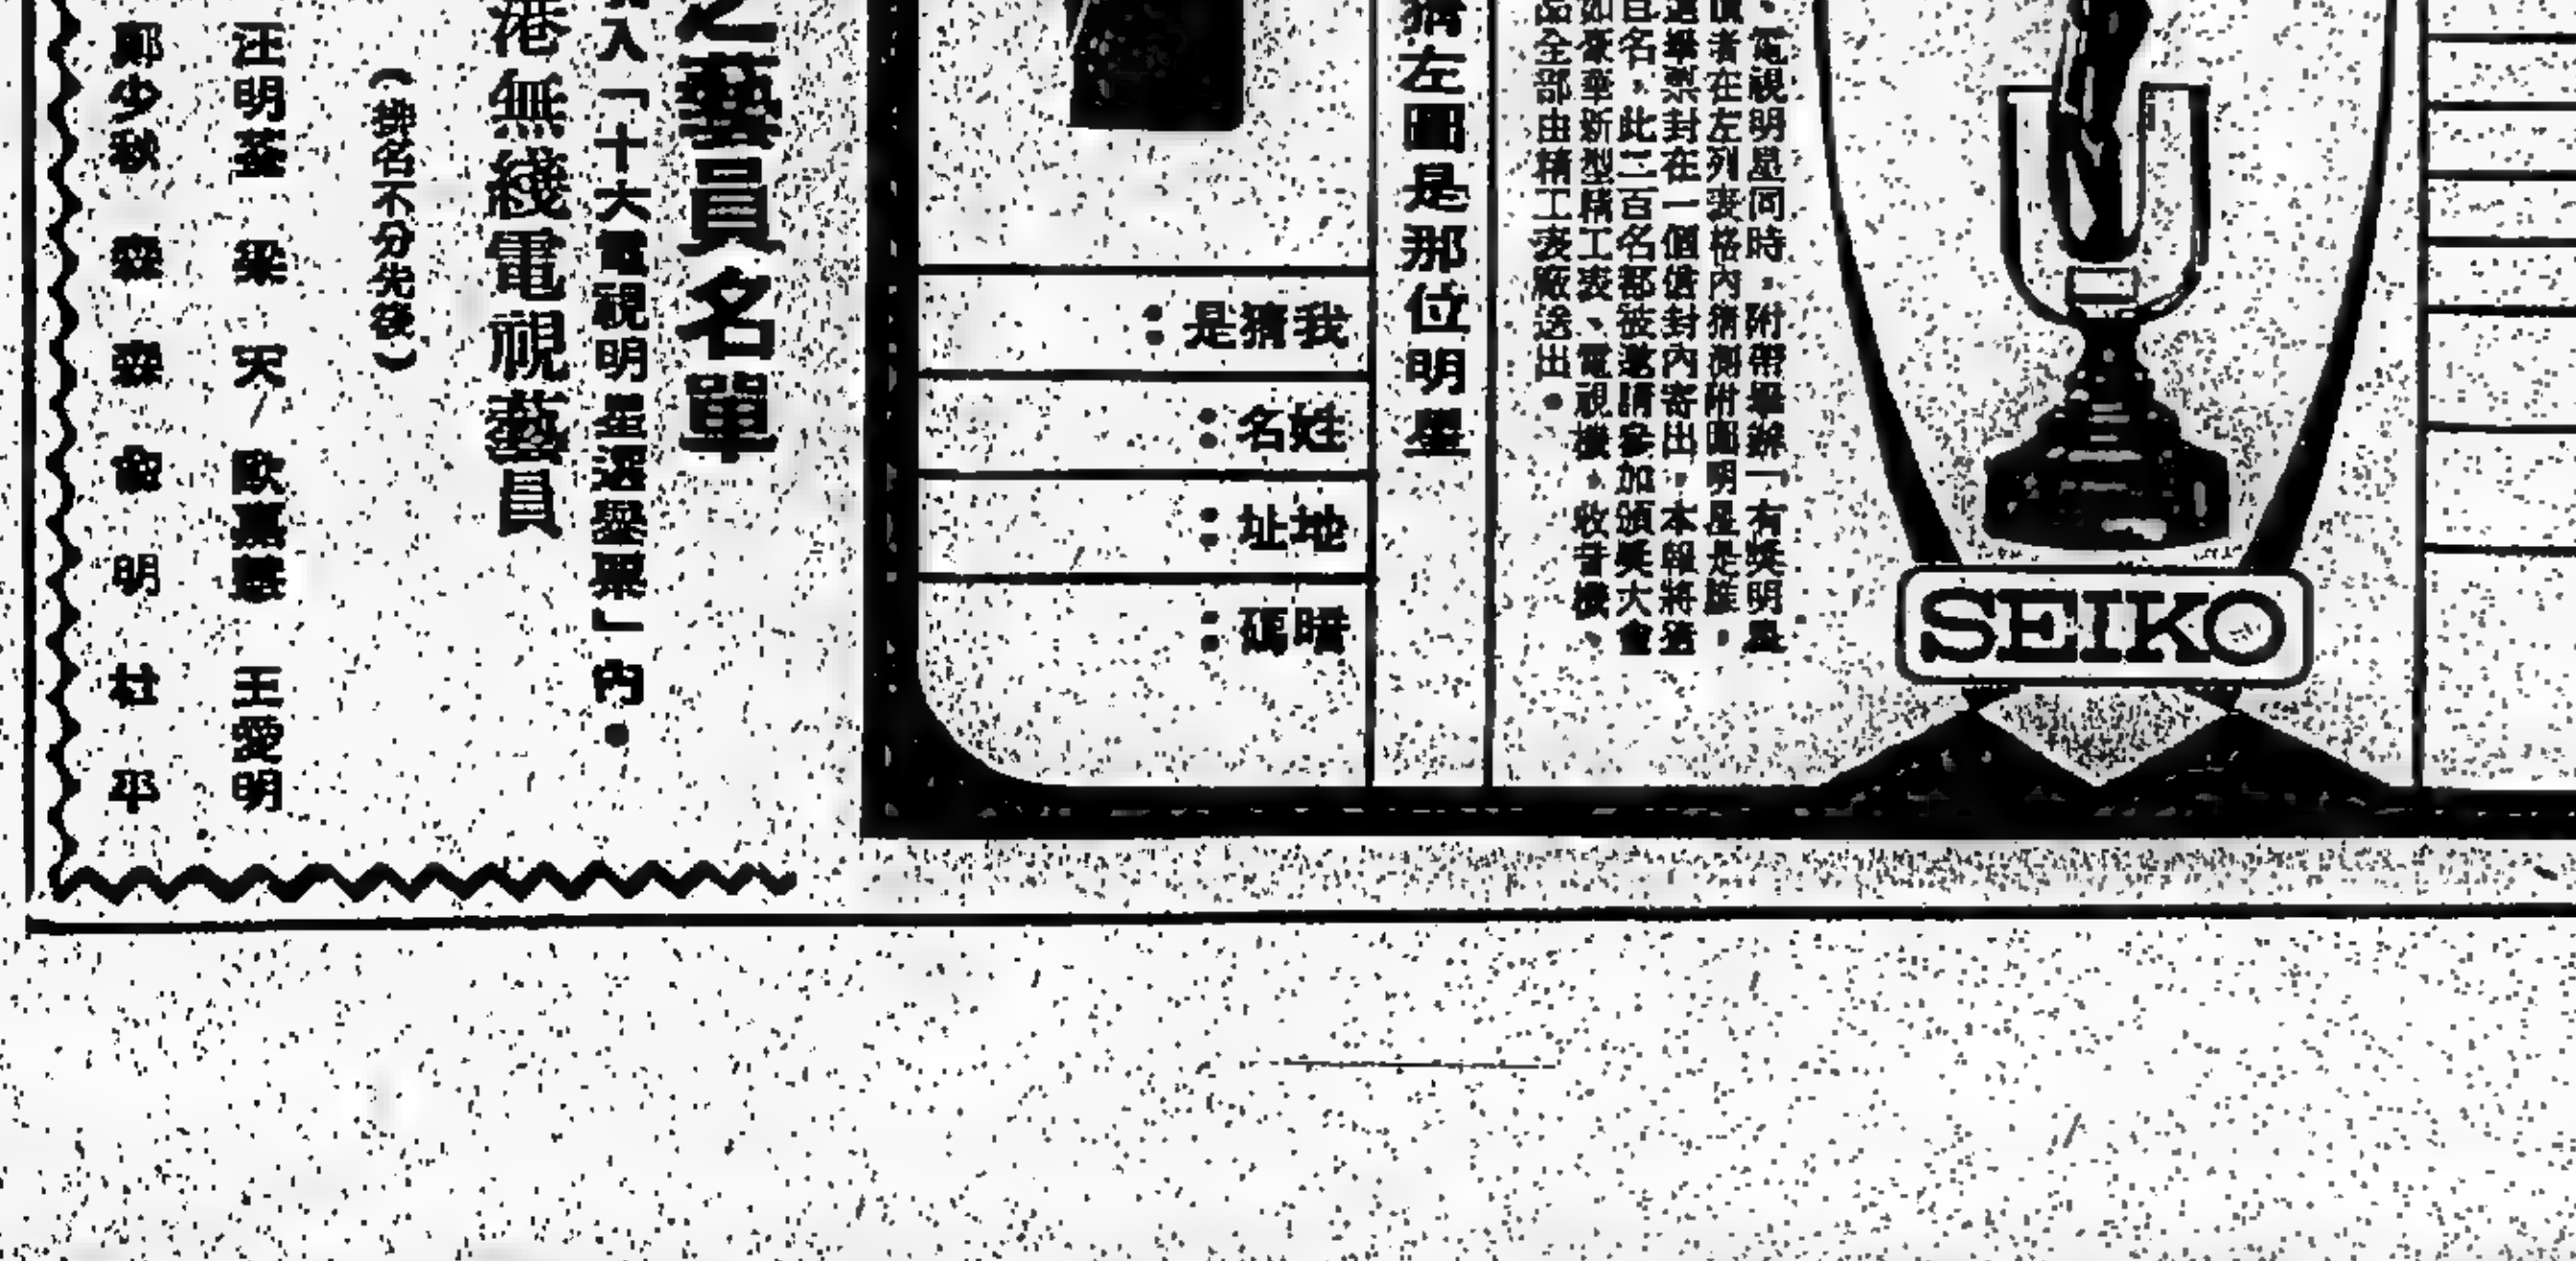 SEIKO
電視明星同時。附帶舉辦一有獎明星
讀者在左列表格內猜測附圖明星是誰,
選舉票封在一個信封內寄出,本報將猜
百名,此二百名都被邀請參加頒獎大會
如豪華新型精工表、電視機、收音機、
品全部由精工表廠送出。
猜左圖是那位明星
我猜是:
姓名:
地址:
碼:
之藝員名單
入「十大電視明星選舉票」內。
港無綫電視藝員
(排名不分先後)
汪明荃 梁天 歐嘉慧 王愛明
鄭少秋 森森 俞明 杜平